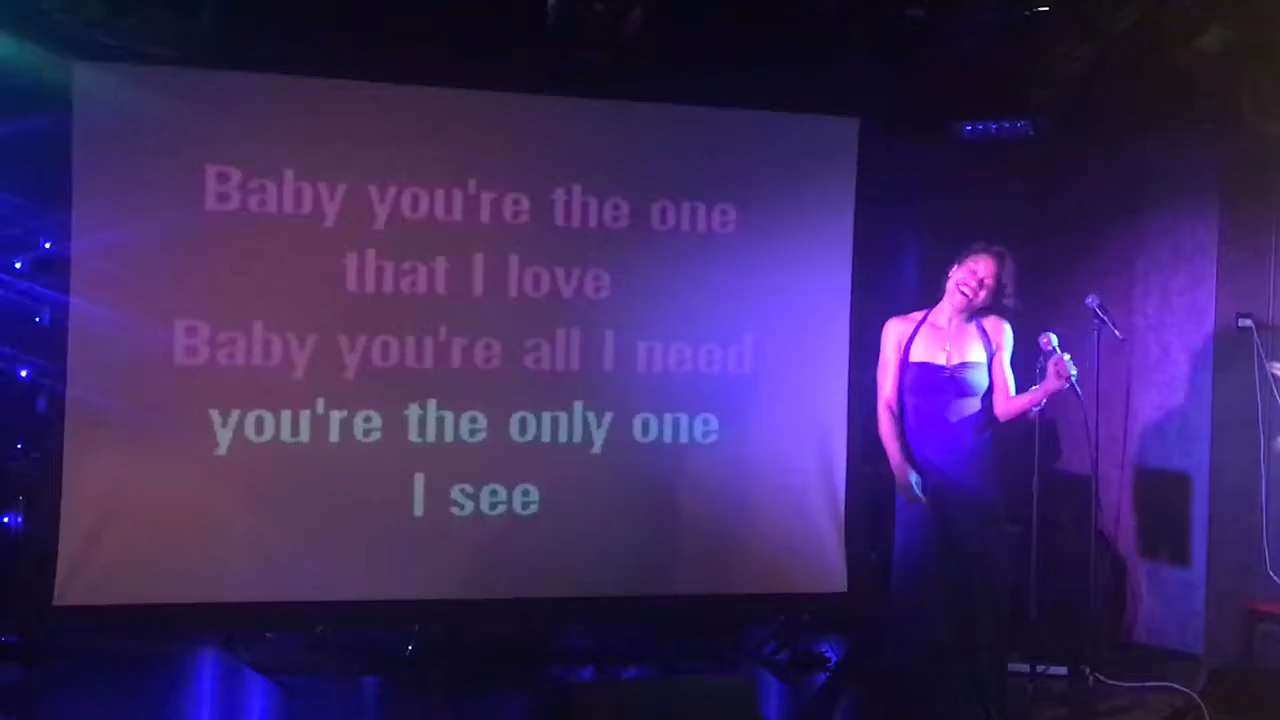 Baby you're the one
that I love
Baby you're all I need
you're the only one
I see